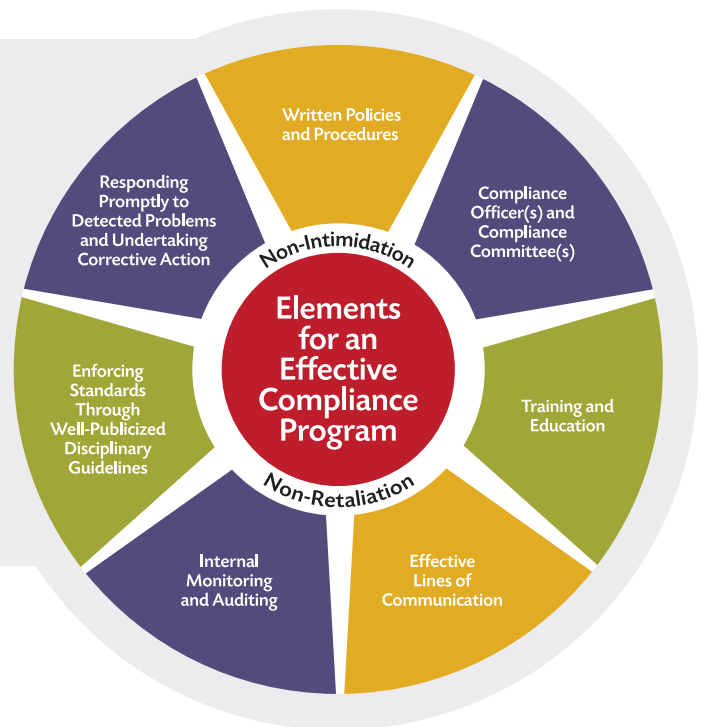 Written Policies
and Procedures
Compliance
Officer(s) and
Compliance
Committee(s)
Training and
Education
Effective
Lines of
Communication
Internal
Monitoring
and Auditing
Enforcing
Standards
Through
Well-Publicized
Disciplinary
Guidelines
Responding
Promptly to
Detected Problems
and Undertaking
Corrective Action
Non-Intimidation
Elements
for an
Effective
Compliance
Program
Non-Retaliation